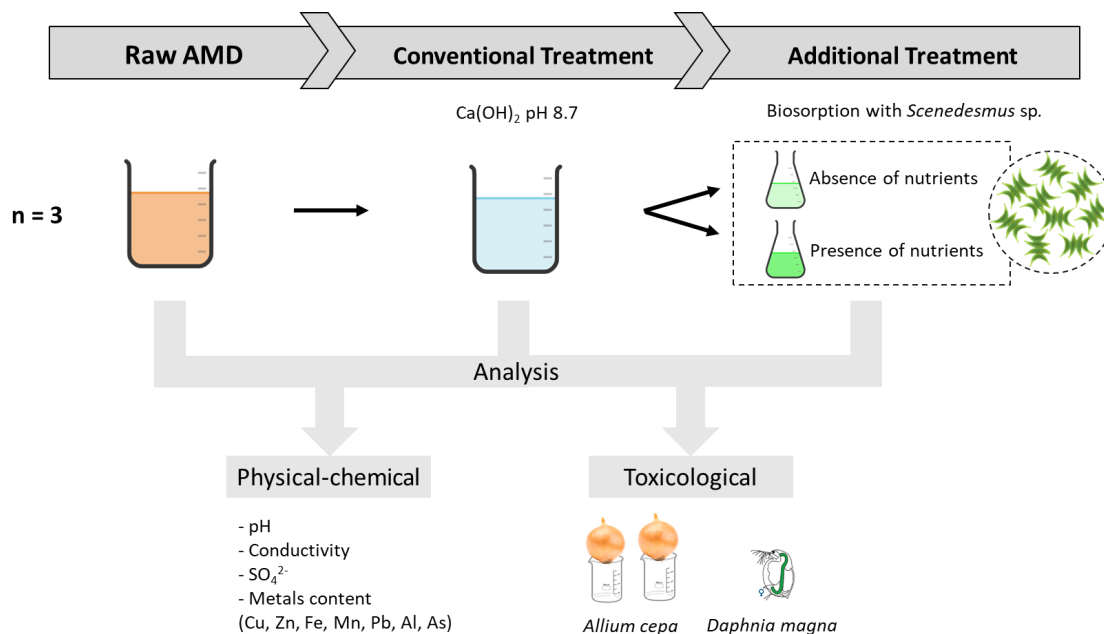 Raw AMD
Conventional Treatment
Additional Treatment
Ca(OH)₂ pH 8.7
Biosorption with Scenedesmus sp.
n = 3
Absence of nutrients
Presence of nutrients
Analysis
Physical-chemical
- pH
- Conductivity
- SO₄²⁻
- Metals content
(Cu, Zn, Fe, Mn, Pb, Al, As)
Toxicological
♀
Allium cepa
Daphnia magna